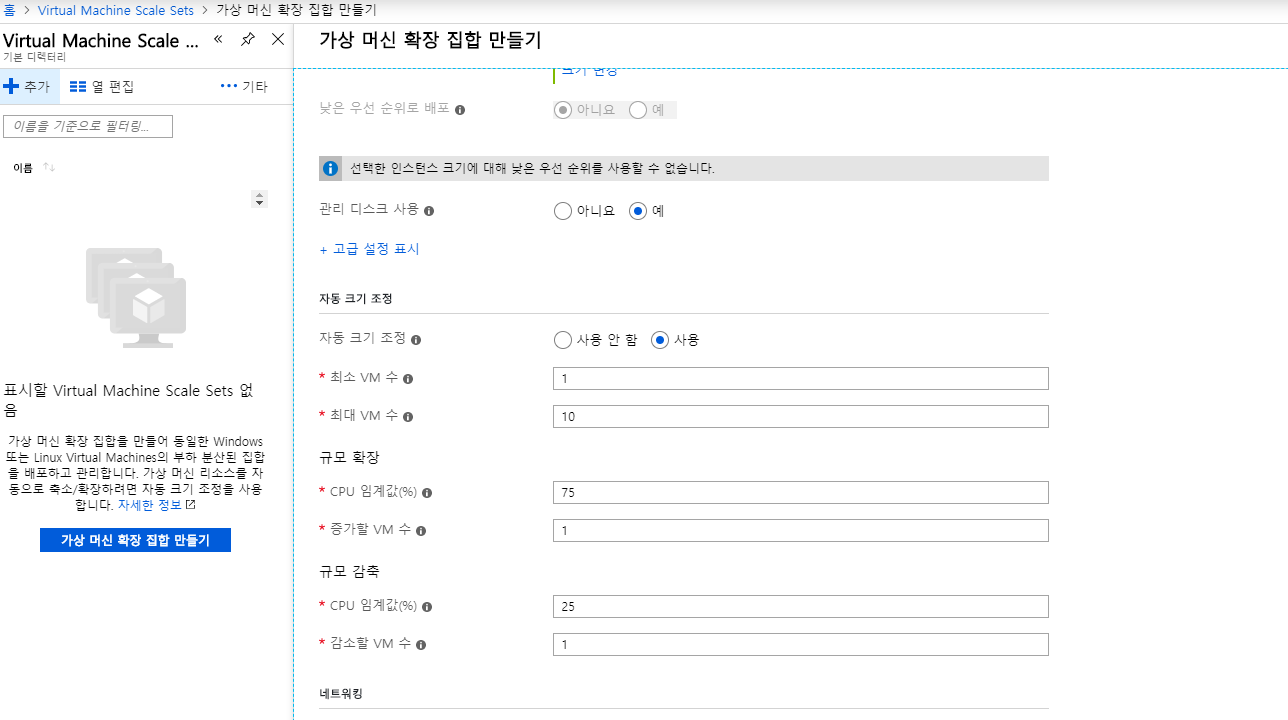 홈 > Virtual Machine Scale Sets > 가상 머신 확장 집합 만들기
Virtual Machine Scale ...
기본 디렉터리
추가
열 편집
기타
이름을 기준으로 필터링...
이름
표시할 Virtual Machine Scale Sets 없
음
가상 머신 확장 집합을 만들어 동일한 Windows
또는 Linux Virtual Machines의 부하 분산된 집합
을 배포하고 관리합니다. 가상 머신 리소스를 자
동으로 축소/확장하려면 자동 크기 조정을 사용
합니다. 자세한 정보
가상 머신 확장 집합 만들기
가상 머신 확장 집합 만들기
크기 변경
낮은 우선 순위로 배포 아니요 예
선택한 인스턴스 크기에 대해 낮은 우선 순위를 사용할 수 없습니다.
관리 디스크 사용 아니요 예
+ 고급 설정 표시
자동 크기 조정
자동 크기 조정 사용 안 함 사용
* 최소 VM 수 1
* 최대 VM 수 10
규모 확장
* CPU 임계값(%) 75
* 증가할 VM 수 1
규모 감축
* CPU 임계값(%) 25
* 감소할 VM 수 1
네트워킹